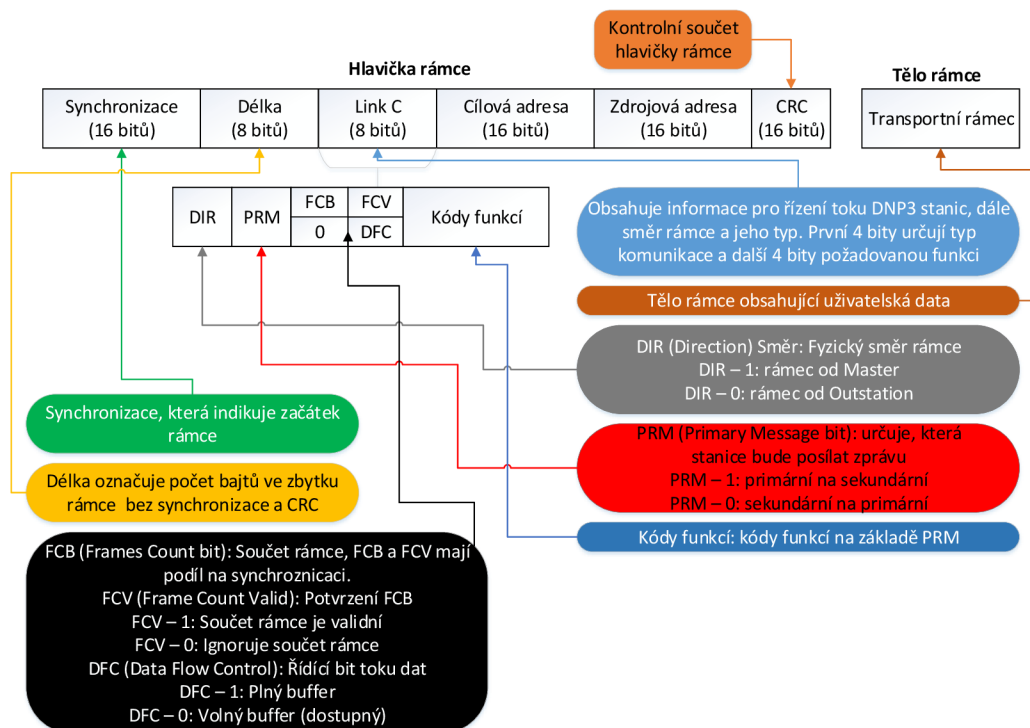 Kontrolní součet
hlavičky rámce
Hlavička rámce
Tělo rámce
Synchronizace
(16 bitů)
Délka
(8 bitů)
Link C
(8 bitů)
Cílová adresa
(16 bitů)
Zdrojová adresa
(16 bitů)
CRC
(16 bitů)
Transportní rámec
DIR
PRM
FCB
FCV
0
DFC
Kódy funkcí
Obsahuje informace pro řízení toku DNP3 stanic, dále
směr rámce a jeho typ. První 4 bity určují typ
komunikace a další 4 bity požadovanou funkci
Tělo rámce obsahující uživatelská data
DIR (Direction) Směr: Fyzický směr rámce
DIR – 1: rámec od Master
DIR – 0: rámec od Outstation
Synchronizace, která indikuje začátek
rámce
PRM (Primary Message bit): určuje, která
stanice bude posílat zprávu
PRM – 1: primární na sekundární
PRM – 0: sekundární na primární
Délka označuje počet bajtů ve zbytku
rámce bez synchronizace a CRC
Kódy funkcí: kódy funkcí na základě PRM
FCB (Frames Count bit): Součet rámce, FCB a FCV mají
podíl na synchroznicaci.
FCV (Frame Count Valid): Potvrzení FCB
FCV – 1: Součet rámce je validní
FCV – 0: Ignoruje součet rámce
DFC (Data Flow Control): Řídící bit toku dat
DFC – 1: Plný buffer
DFC – 0: Volný buffer (dostupný)